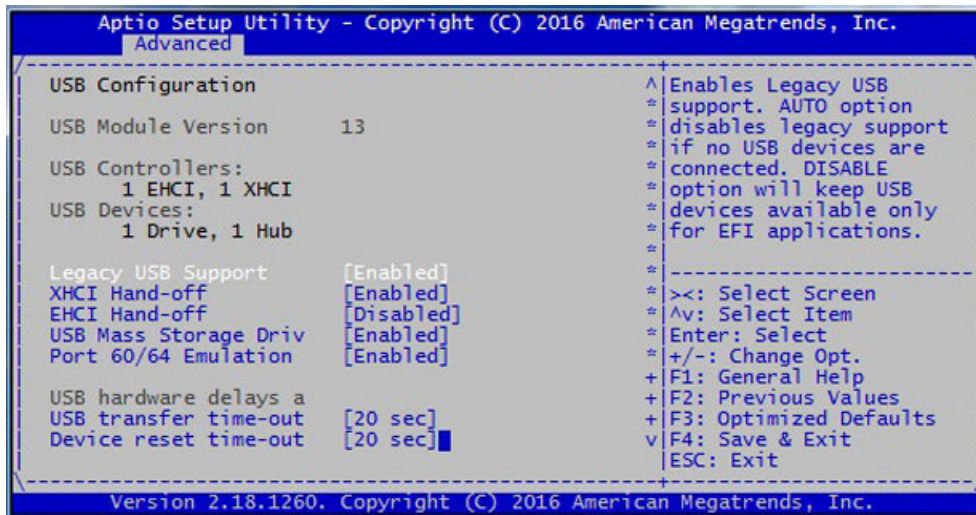 Aptio Setup Utility - Copyright (C) 2016 American Megatrends, Inc.
Advanced
USB Configuration
USB Module Version 13
USB Controllers:
1 EHCI, 1 XHCI
USB Devices:
1 Drive, 1 Hub
Legacy USB Support [Enabled]
XHCI Hand-off [Enabled]
EHCI Hand-off [Disabled]
USB Mass Storage Driv [Enabled]
Port 60/64 Emulation [Enabled]
USB hardware delays a
USB transfer time-out [20 sec]
Device reset time-out [20 sec]
Enables Legacy USB
support. AUTO option
disables legacy support
if no USB devices are
connected. DISABLE
option will keep USB
devices available only
for EFI applications.
><: Select Screen
^v: Select Item
Enter: Select
+/-: Change Opt.
F1: General Help
F2: Previous Values
F3: Optimized Defaults
F4: Save & Exit
ESC: Exit
Version 2.18.1260. Copyright (C) 2016 American Megatrends, Inc.